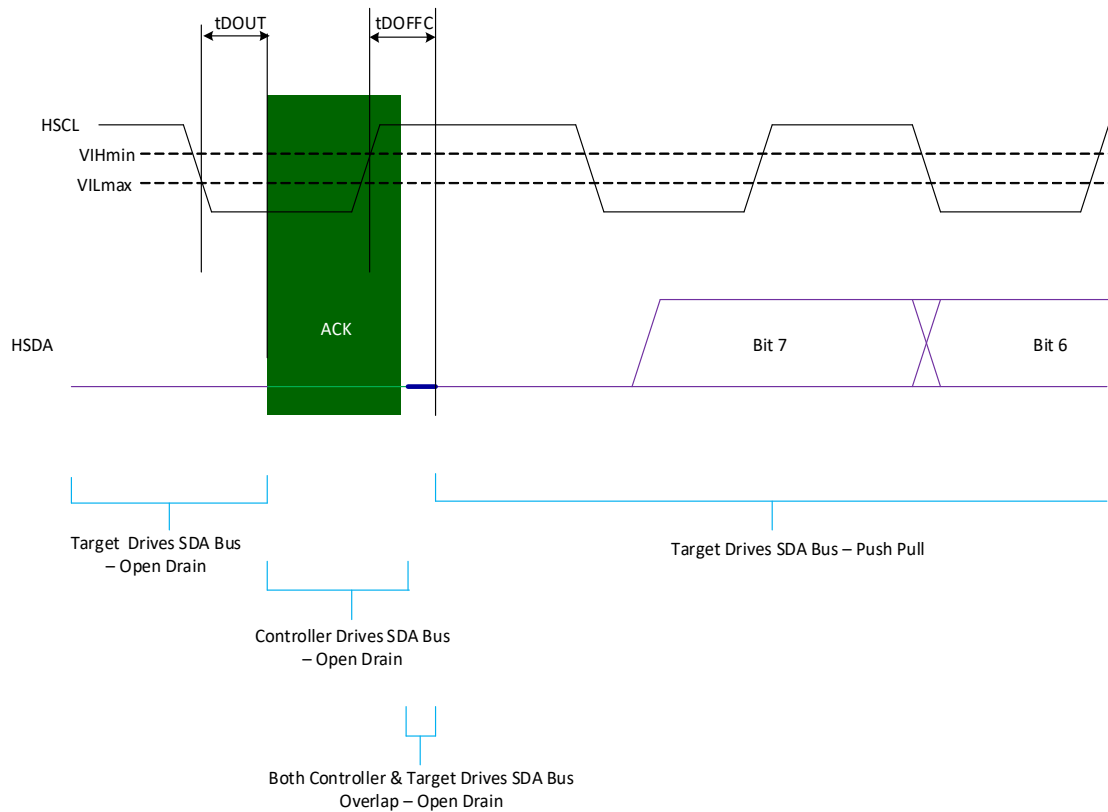 tDOUT
tDOFFC
HSCL
VIHmin
VILmax
ACK
HSDA
Bit 7
Bit 6
Target Drives SDA Bus
– Open Drain
Target Drives SDA Bus – Push Pull
Controller Drives SDA Bus
– Open Drain
Both Controller & Target Drives SDA Bus
Overlap – Open Drain